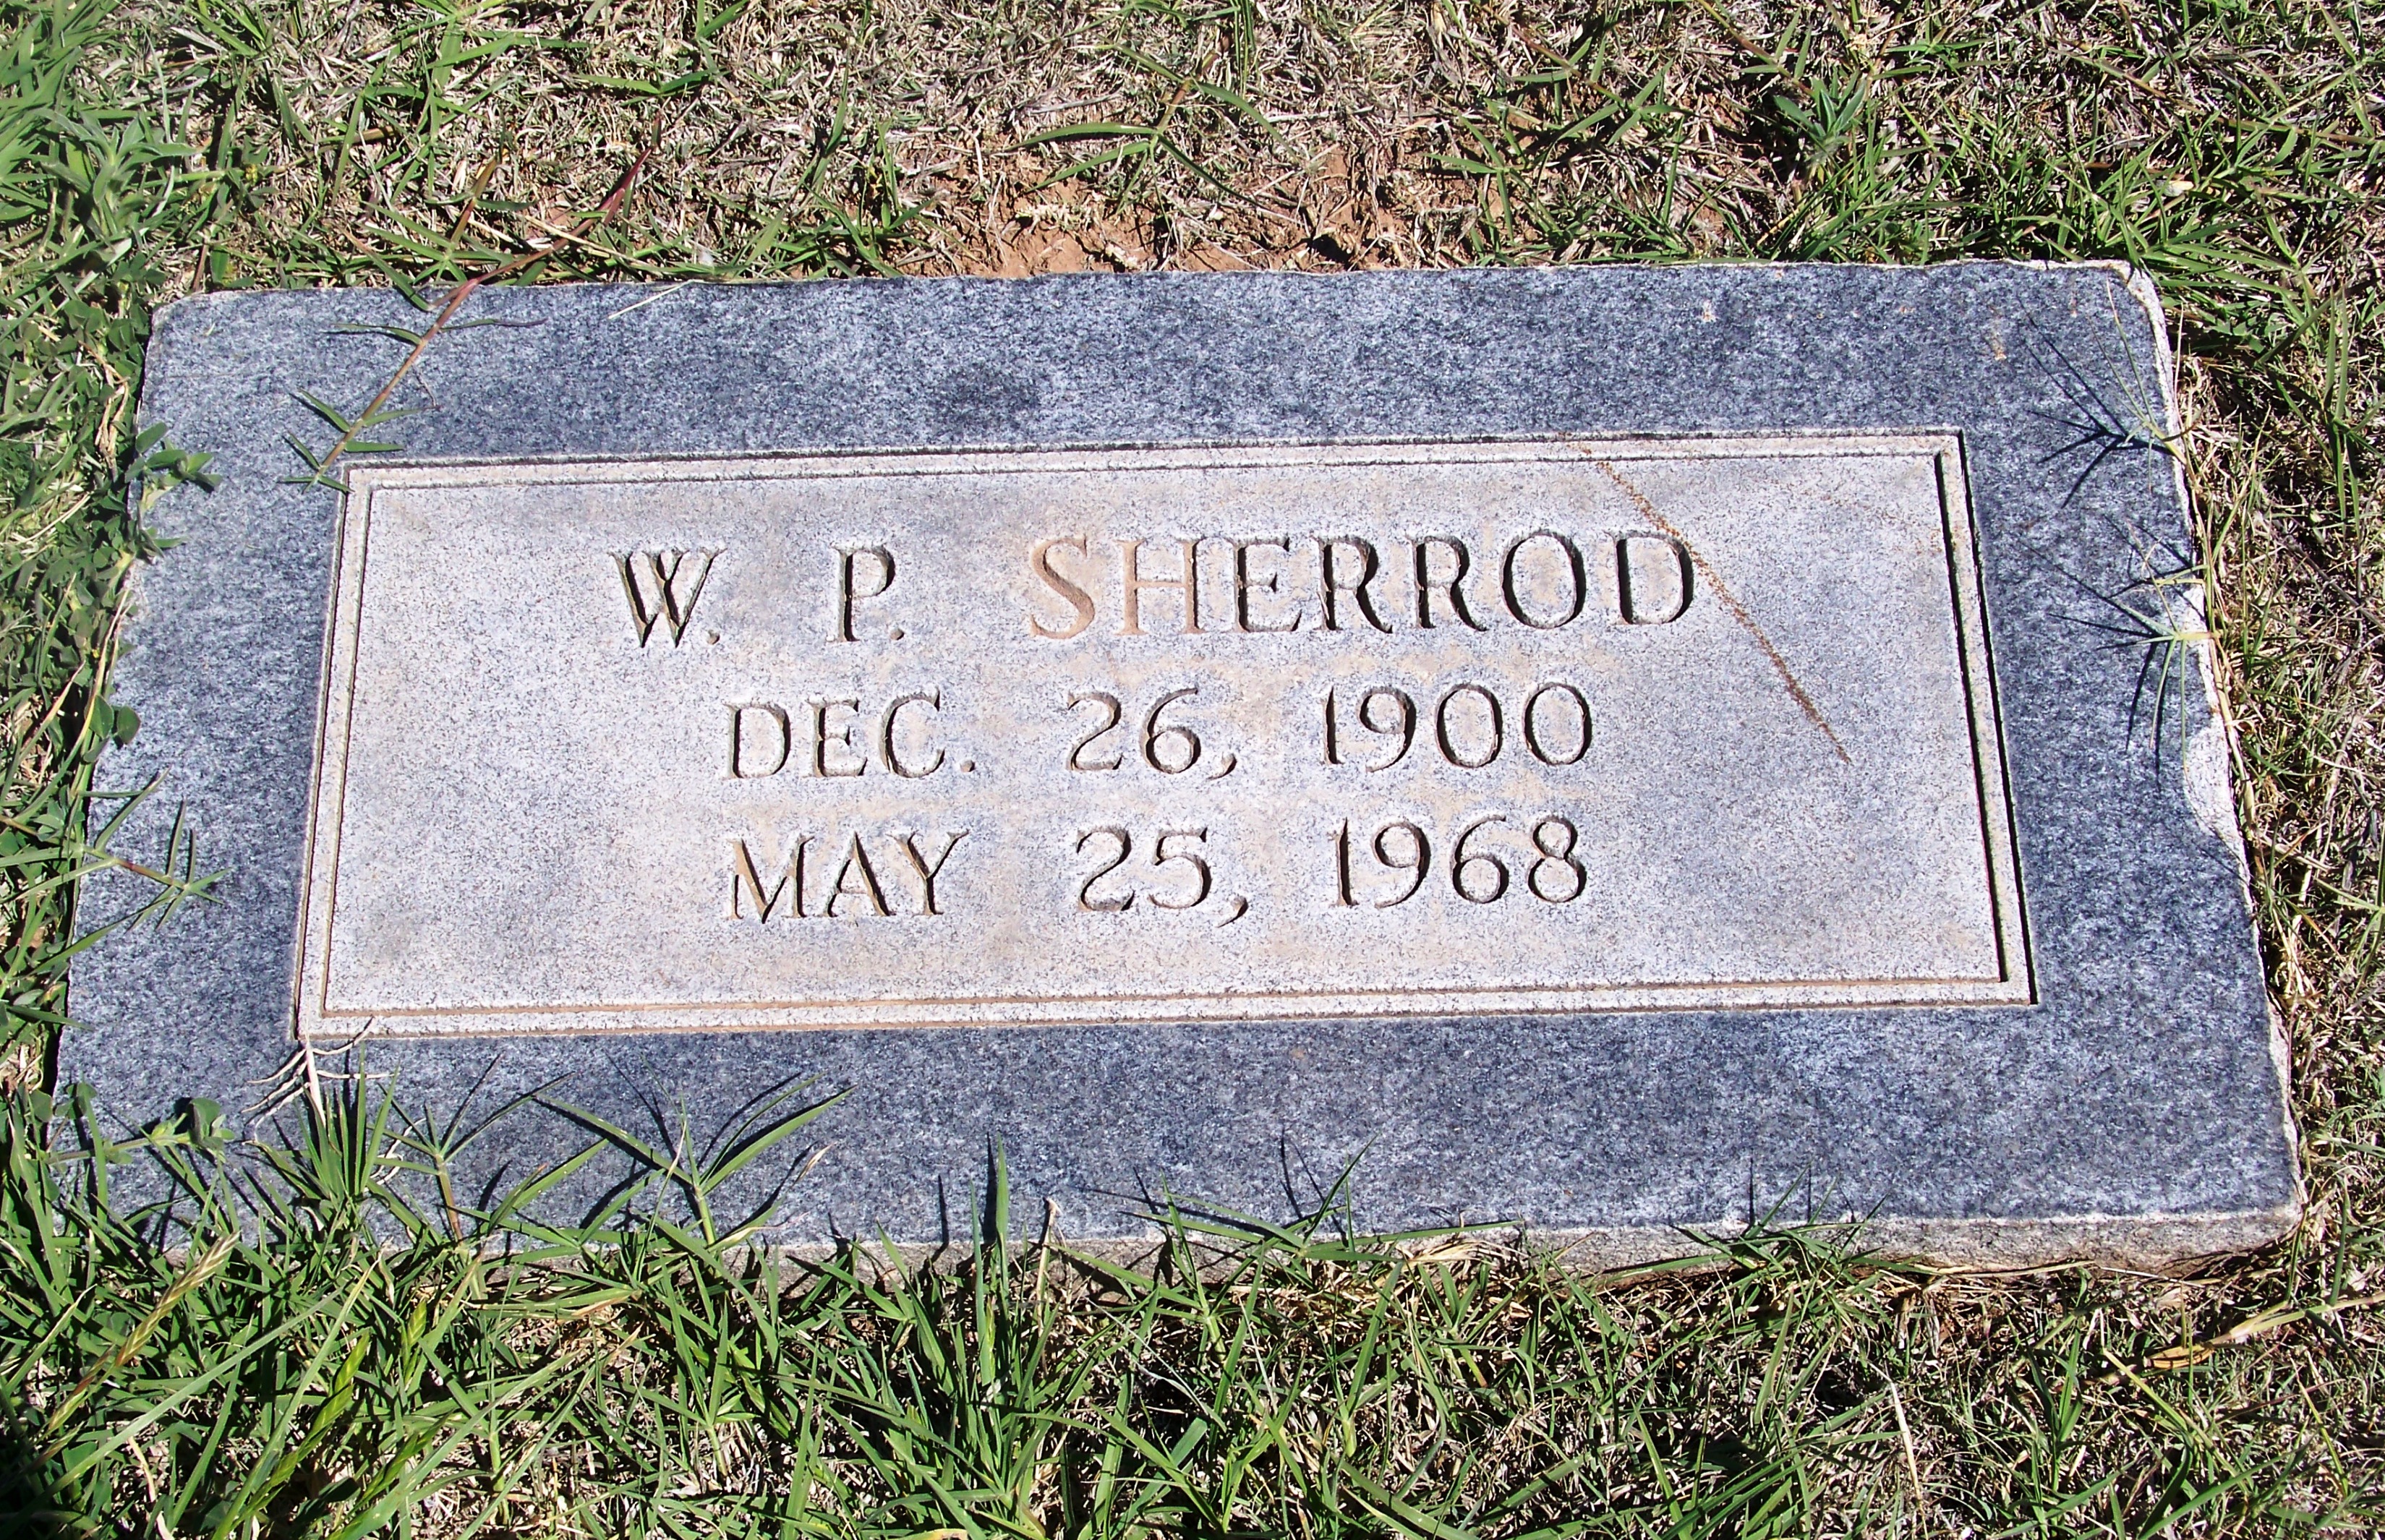 W. P. SHERROD
DEC. 26, 1900
MAY 25, 1968